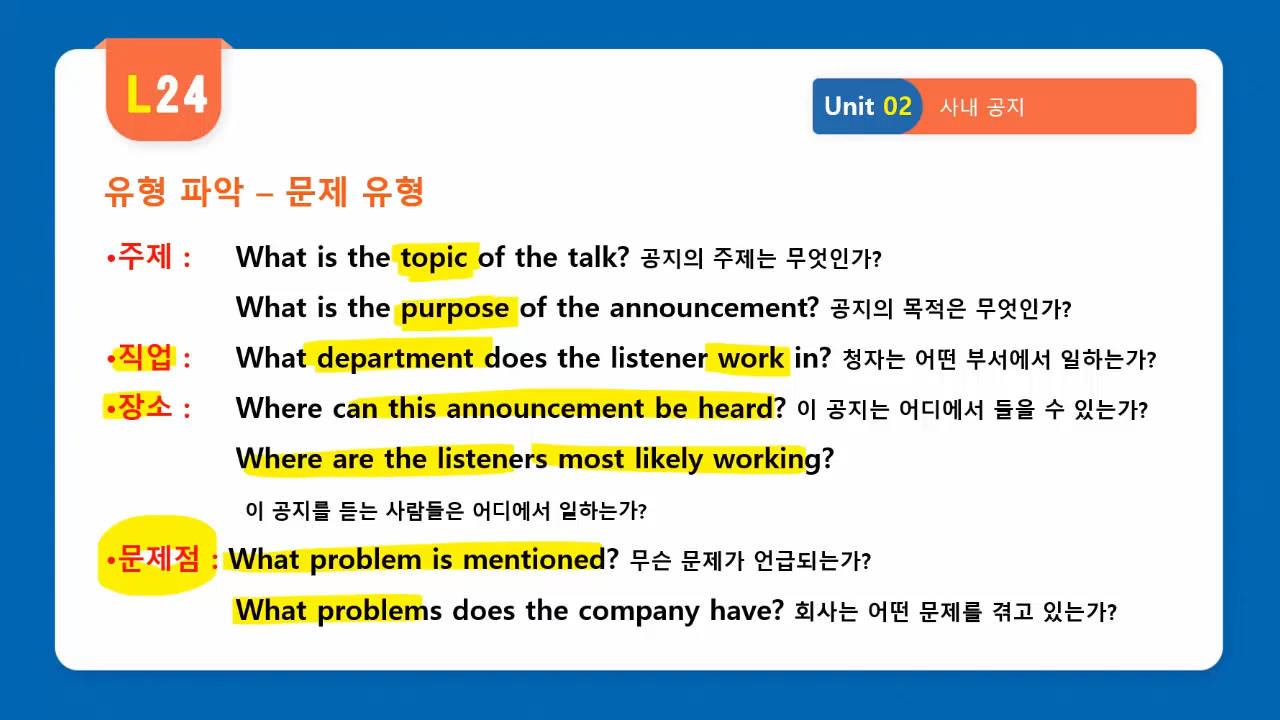 L24
Unit 02 사내 공지
유형 파악 – 문제 유형
•주제 : What is the topic of the talk? 공지의 주제는 무엇인가?
What is the purpose of the announcement? 공지의 목적은 무엇인가?
•직업 : What department does the listener work in? 청자는 어떤 부서에서 일하는가?
•장소 : Where can this announcement be heard? 이 공지는 어디에서 들을 수 있는가?
Where are the listeners most likely working?
이 공지를 듣는 사람들은 어디에서 일하는가?
•문제점 : What problem is mentioned? 무슨 문제가 언급되는가?
What problems does the company have? 회사는 어떤 문제를 겪고 있는가?